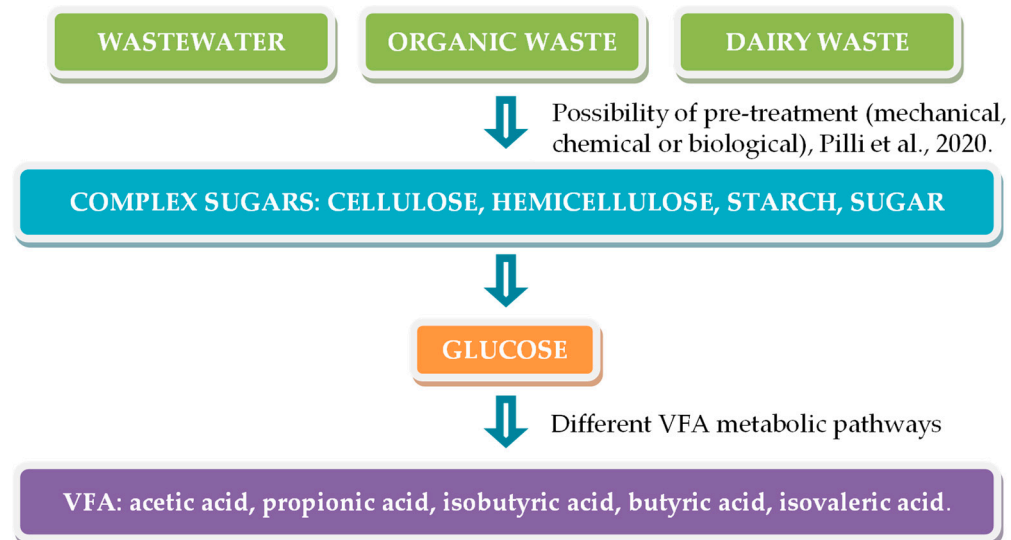 WASTEWATER
ORGANIC WASTE
DAIRY WASTE
Possibility of pre-treatment (mechanical,
chemical or biological), Pilli et al., 2020.
COMPLEX SUGARS: CELLULOSE, HEMICELLULOSE, STARCH, SUGAR
GLUCOSE
Different VFA metabolic pathways
VFA: acetic acid, propionic acid, isobutyric acid, butyric acid, isovaleric acid.